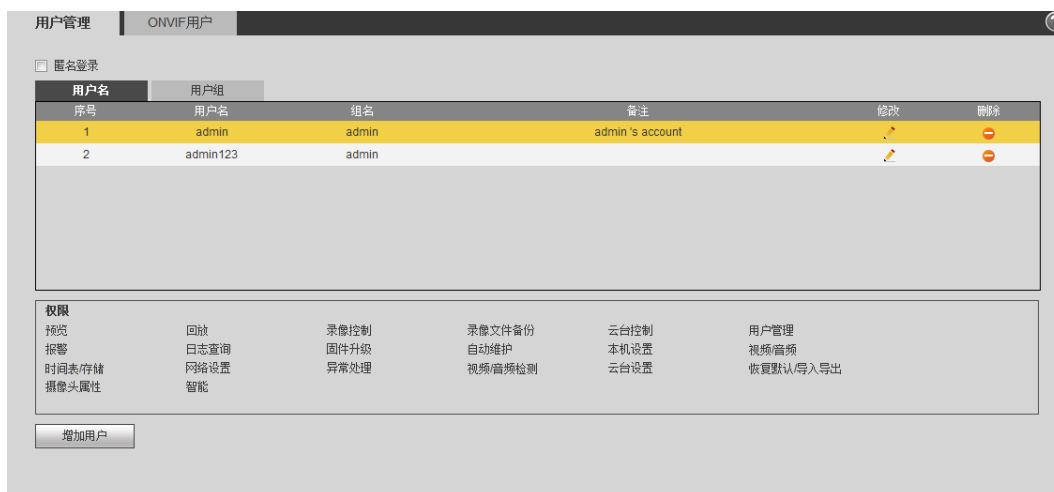 用户管理 ONVIF用户
匿名登录
用户名 用户组
序号 用户名 组名 备注 修改 删除
1 admin admin admin 's account
2 admin123 admin
权限
预览 回放 录像控制 录像文件备份 云台控制 用户管理
报警 日志查询 固件升级 自动维护 本机设置 视频/音频
时间表/存储 网络设置 异常处理 视频/音频检测 云台设置 恢复默认/导入导出
摄像头属性 智能
增加用户